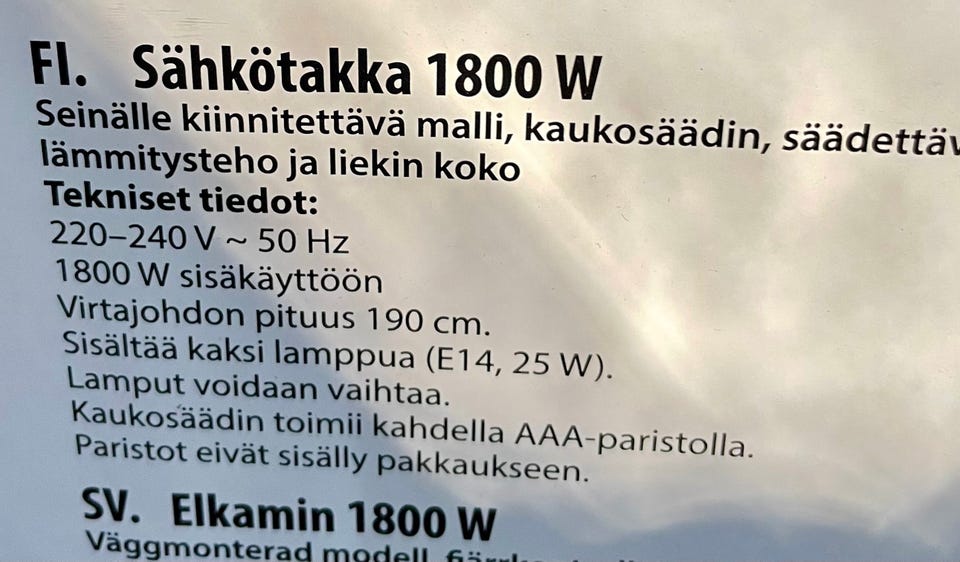 FI. Sähkötakka 1800 W
Seinälle kiinnitettävä malli, kaukosäädin,
lämmitysteho ja liekin koko
Tekniset tiedot:
220–240 V ~ 50 Hz
1800 W sisäkäyttöön
Virtajohdon pituus 190 cm.
Sisältää kaksi lamppua (E14, 25 W).
Lamput voidaan vaihtaa.
Kaukosäädin toimii kahdella AAA-paristolla.
Paristot eivät sisälly pakkaukseen.
SV. Elkamin 1800 W
Väggmonterad modell,